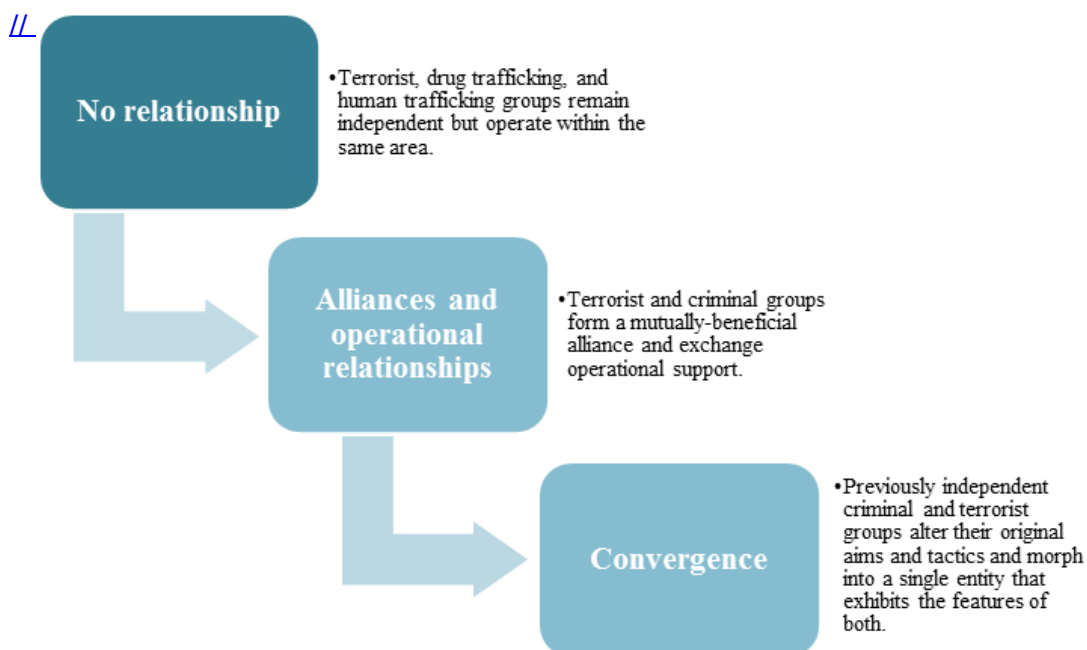 //
No relationship
•Terrorist, drug trafficking, and
human trafficking groups remain
independent but operate within the
same area.
Alliances and
operational
relationships
•Terrorist and criminal groups
form a mutually-beneficial
alliance and exchange
operational support.
Convergence
•Previously independent
criminal and terrorist
groups alter their original
aims and tactics and morph
into a single entity that
exhibits the features of
both.